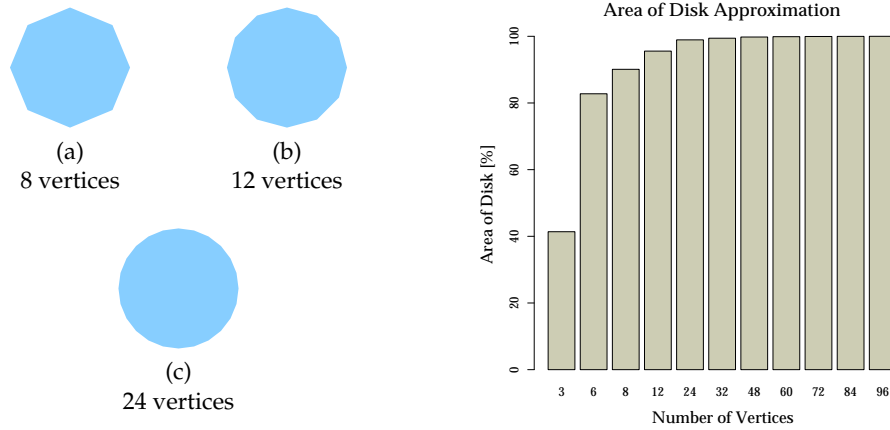 (a)
8 vertices
(b)
12 vertices
(c)
24 vertices
Area of Disk Approximation
Area of Disk [%]
100
80
60
40
20
0
3 6 8 12 24 32 48 60 72 84 96
Number of Vertices